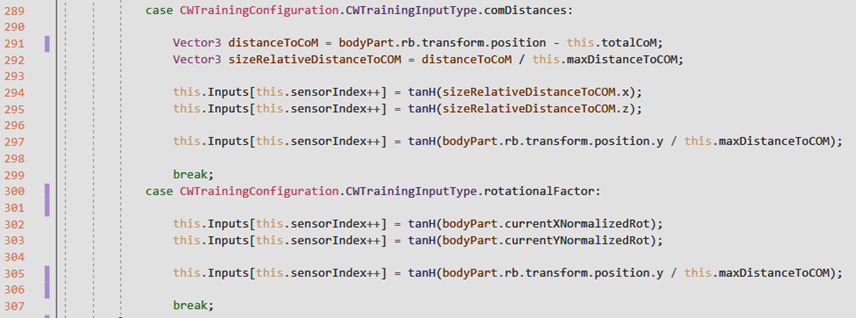 289 case CWTrainingConfiguration.CWTrainingInputType.comDistances:
290
291 Vector3 distanceToCoM = bodyPart.rb.transform.position - this.totalCoM;
292 Vector3 sizeRelativeDistanceToCOM = distanceToCoM / this.maxDistanceToCOM;
293
294 this.Inputs[this.sensorIndex++] = tanH(sizeRelativeDistanceToCOM.x);
295 this.Inputs[this.sensorIndex++] = tanH(sizeRelativeDistanceToCOM.z);
296
297 this.Inputs[this.sensorIndex++] = tanH(bodyPart.rb.transform.position.y / this.maxDistanceToCOM);
298
299 break;
300 case CWTrainingConfiguration.CWTrainingInputType.rotationalFactor:
301
302 this.Inputs[this.sensorIndex++] = tanH(bodyPart.currentXNormalizedRot);
303 this.Inputs[this.sensorIndex++] = tanH(bodyPart.currentYNormalizedRot);
304
305 this.Inputs[this.sensorIndex++] = tanH(bodyPart.rb.transform.position.y / this.maxDistanceToCOM);
306
307 break;